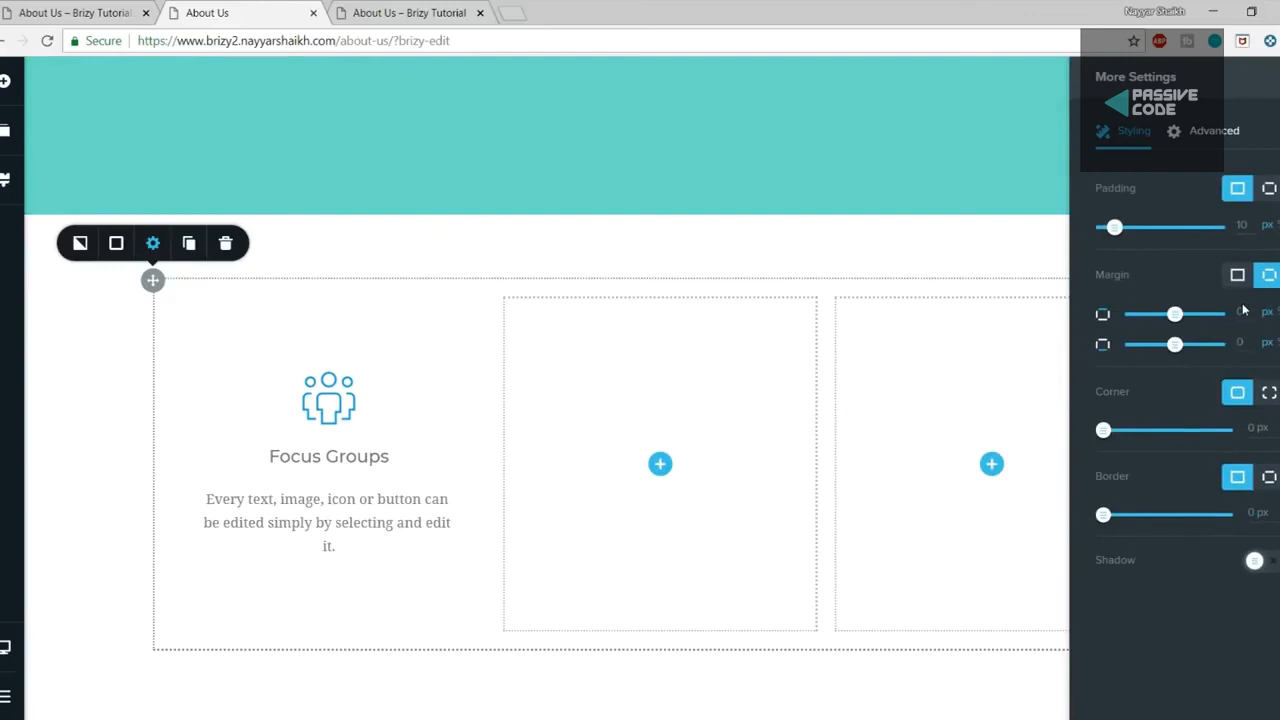 About Us – Brizy Tutorial
About Us
About Us – Brizy Tutorial
Nayyar Shaikh
Secure
https://www.brizy2.nayyarshaikh.com/about-us/?brizy-edit
ABP
More Settings
PASSIVE
CODE
Styling
Advanced
Padding
10 px
Margin
0 px
0 px
Corner
0 px
Border
0 px
Shadow
Focus Groups
Every text, image, icon or button can
be edited simply by selecting and edit
it.